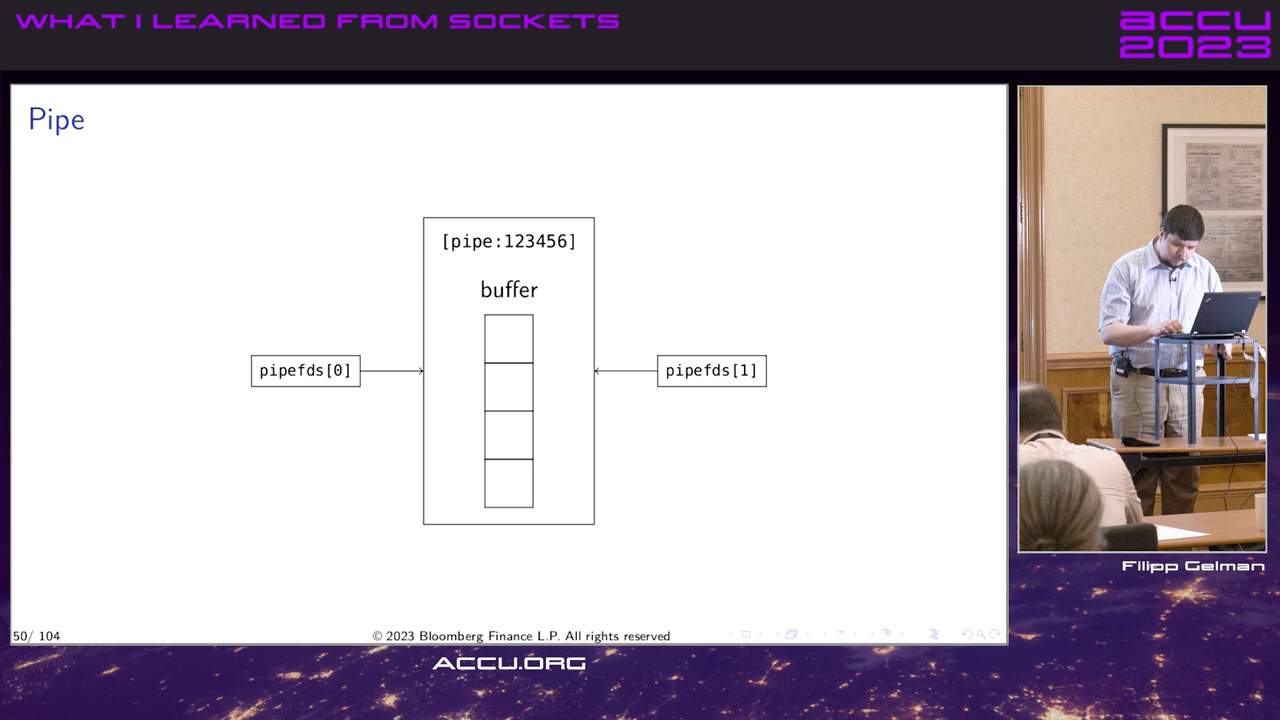 WHAT I LEARNED FROM SOCKETS
ACCU
2023
Pipe
[pipe:123456]
buffer
pipefds[0]
pipefds[1]
50/ 104
© 2023 Bloomberg Finance L.P. All rights reserved
Filipp Gelman
ACCU.ORG